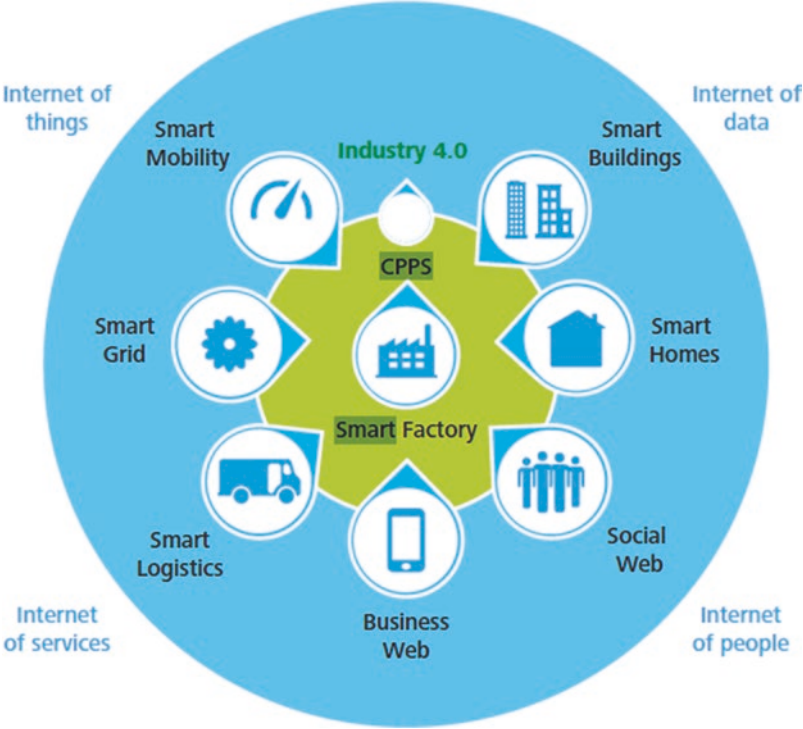 Internet of
things
Internet of
data
Smart
Mobility
Industry 4.0
Smart
Buildings
CPPS
Smart
Grid
Smart
Homes
Smart Factory
Smart
Logistics
Social
Web
Business
Web
Internet
of services
Internet
of people